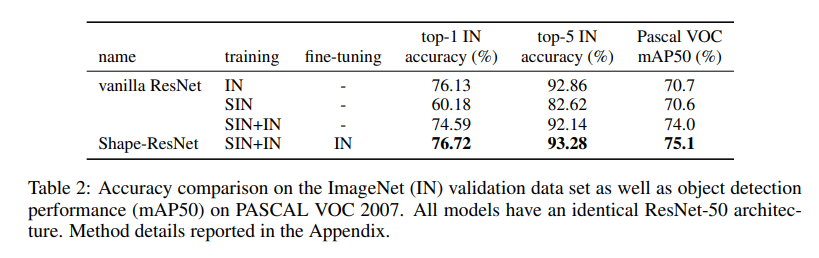 top-1 IN top-5 IN Pascal VOC
name training fine-tuning accuracy (%) accuracy (%) mAP50 (%)
vanilla ResNet IN - 76.13 92.86 70.7
SIN - 60.18 82.62 70.6
SIN+IN - 74.59 92.14 74.0
Shape-ResNet SIN+IN IN 76.72 93.28 75.1
Table 2: Accuracy comparison on the ImageNet (IN) validation data set as well as object detection
performance (mAP50) on PASCAL VOC 2007. All models have an identical ResNet-50 architec-
ture. Method details reported in the Appendix.